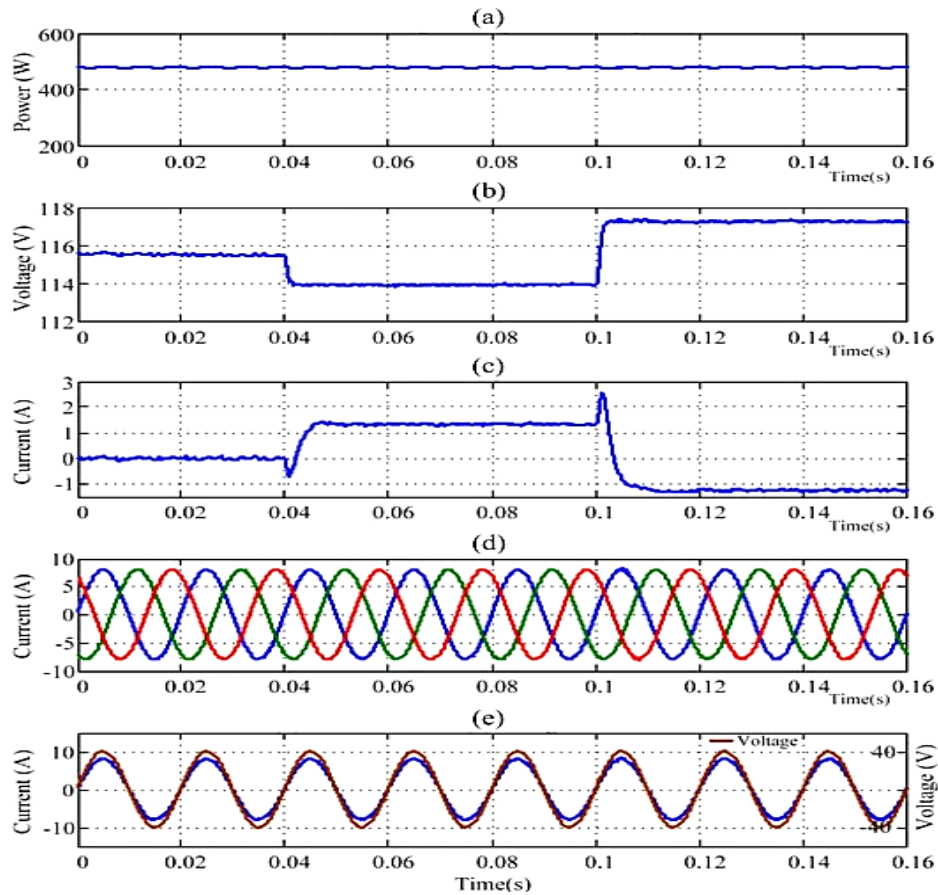 (a)
600
400
200
Power (W)
0 0.02 0.04 0.06 0.08 0.1 0.12 0.14 0.16
Time(s)
(b)
118
116
114
112
Voltage (V)
0 0.02 0.04 0.06 0.08 0.1 0.12 0.14 0.16
Time(s)
(c)
3
2
1
0
-1
Current (A)
0 0.02 0.04 0.06 0.08 0.1 0.12 0.14 0.16
Time(s)
(d)
10
5
0
-5
-10
Current (A)
0 0.02 0.04 0.06 0.08 0.1 0.12 0.14 0.16
(e)
10
0
-10
Current (A)
Voltage
40
-40
Voltage (V)
0 0.02 0.04 0.06 0.08 0.1 0.12 0.14 0.16
Time(s)